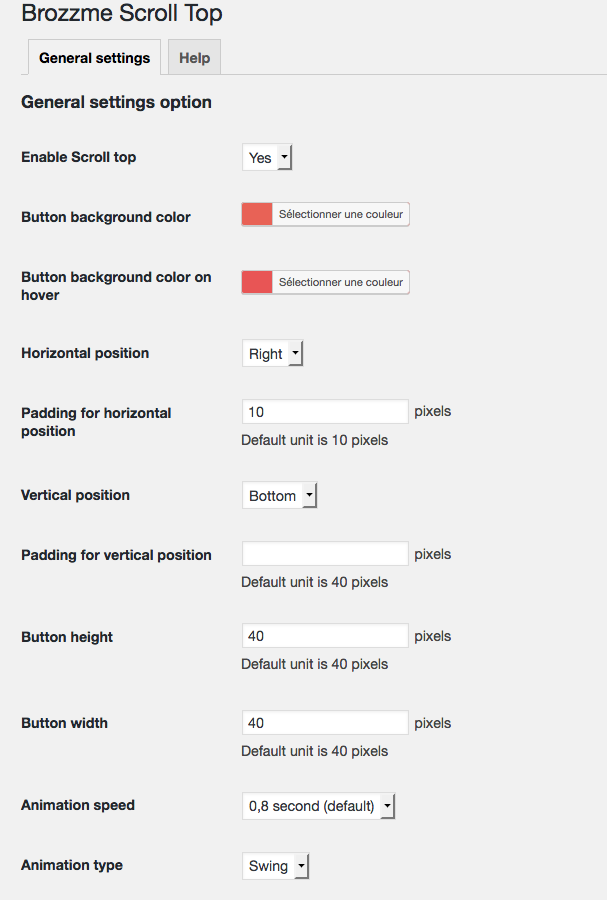 Brozzme Scroll Top
General settings Help
General settings option
Enable Scroll top Yes
Button background color Sélectionner une couleur
Button background color on
hover
Sélectionner une couleur
Horizontal position Right
Padding for horizontal
position
10 pixels
Default unit is 10 pixels
Vertical position Bottom
Padding for vertical position pixels
Default unit is 40 pixels
Button height 40 pixels
Default unit is 40 pixels
Button width 40 pixels
Default unit is 40 pixels
Animation speed 0,8 second (default)
Animation type Swing